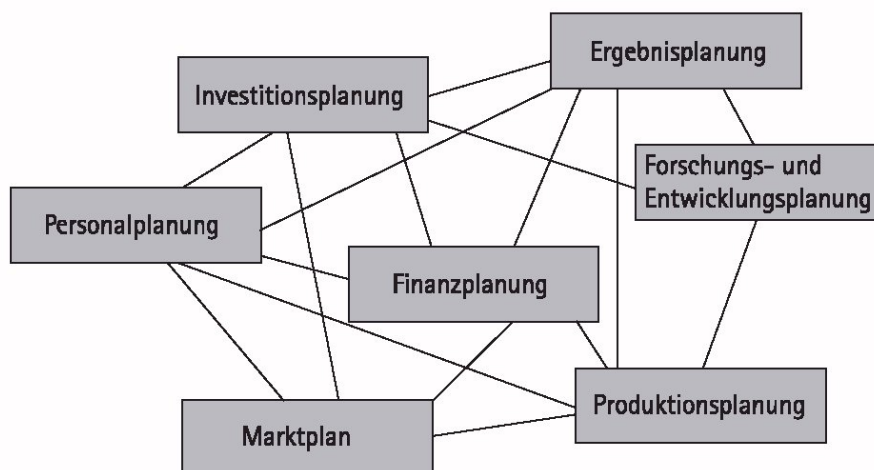 Ergebnisplanung
Investitionsplanung
Forschungs- und
Entwicklungsplanung
Personalplanung
Finanzplanung
Produktionsplanung
Marktplan